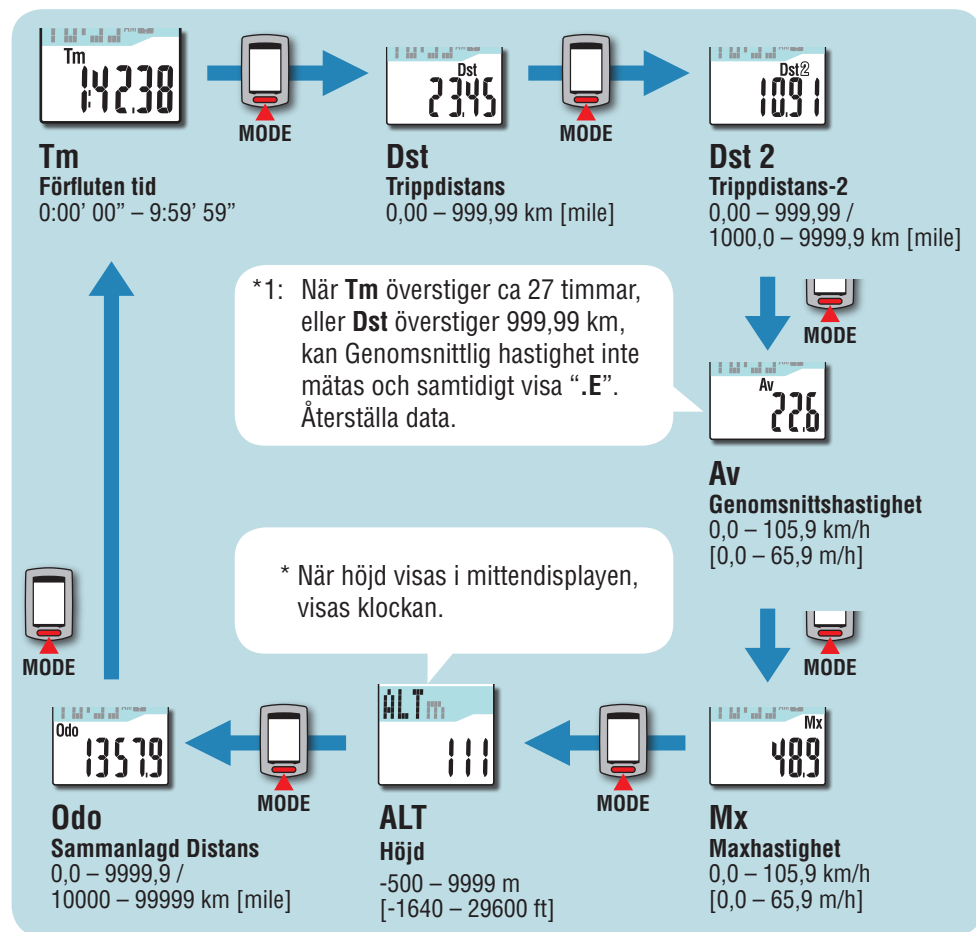 Tm
1:42.38
MODE
Dst
23.45
MODE
Dst2
10.91
Tm
Förfluten tid
0:00’ 00” – 9:59’ 59”
Dst
Trippdistans
0,00 – 999,99 km [mile]
Dst 2
Trippdistans-2
0,00 – 999,99 /
1000,0 – 9999,9 km [mile]
MODE
*1: När Tm överstiger ca 27 timmar,
eller Dst överstiger 999,99 km,
kan Genomsnittlig hastighet inte
mätas och samtidigt visa “.E”.
Återställa data.
Av
22.6
Av
Genomsnittshastighet
0,0 – 105,9 km/h
[0,0 – 65,9 m/h]
MODE
* När höjd visas i mittendisplayen,
visas klockan.
Mx
48.9
Mx
Maxhastighet
0,0 – 105,9 km/h
[0,0 – 65,9 m/h]
MODE
ALTm
111
ALT
Höjd
-500 – 9999 m
[-1640 – 29600 ft]
MODE
Odo
1357.9
Odo
Sammanlagd Distans
0,0 – 9999,9 /
10000 – 99999 km [mile]
MODE